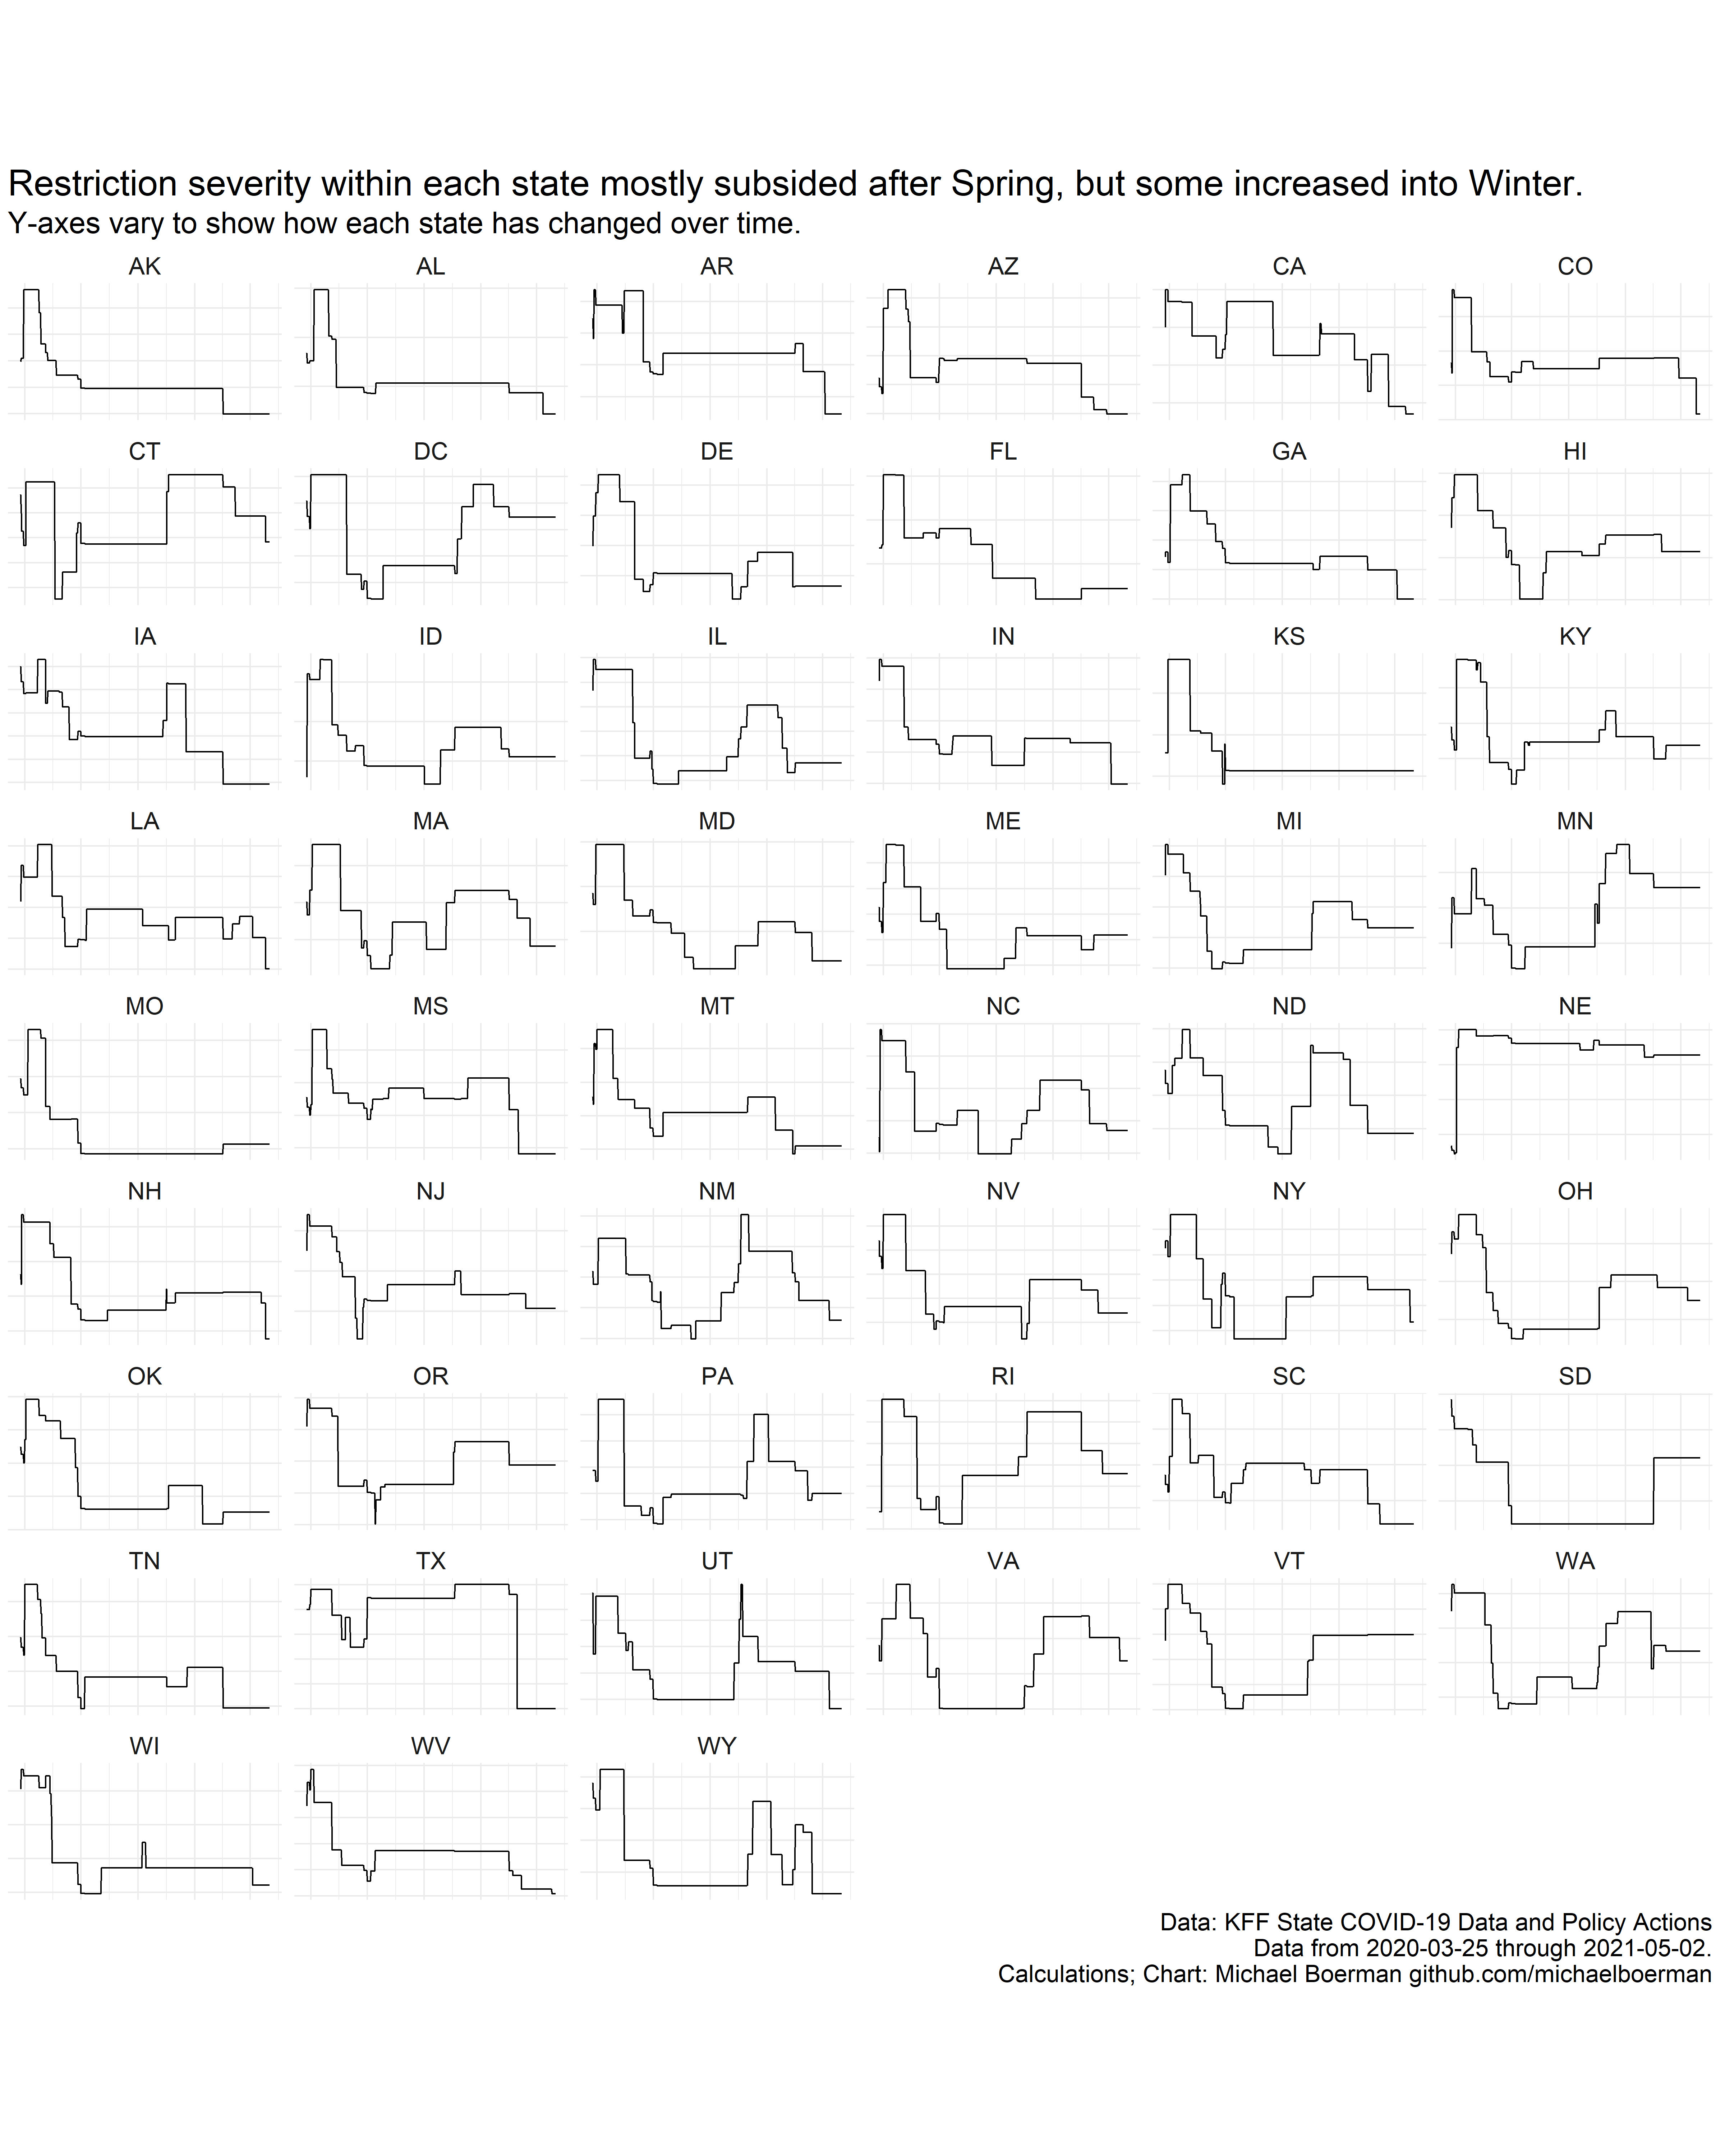 Restriction severity within each state mostly subsided after Spring, but some increased into Winter.
Y-axes vary to show how each state has changed over time.
AK AL AR AZ CA CO
CT DC DE FL GA HI
IA ID IL IN KS KY
LA MA MD ME MI MN
MO MS MT NC ND NE
NH NJ NM NV NY OH
OK OR PA RI SC SD
TN TX UT VA VT WA
WI WV WY
Data: KFF State COVID-19 Data and Policy Actions
Data from 2020-03-25 through 2021-05-02.
Calculations; Chart: Michael Boerman github.com/michaelboerman